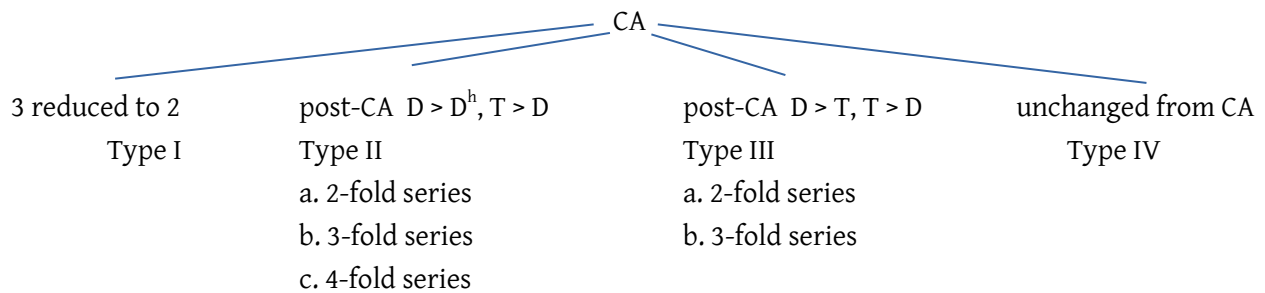 CA
3 reduced to 2 post-CA D > Dʰ, T > D post-CA D > T, T > D unchanged from CA
Type I Type II Type III Type IV
a. 2-fold series a. 2-fold series
b. 3-fold series b. 3-fold series
c. 4-fold series